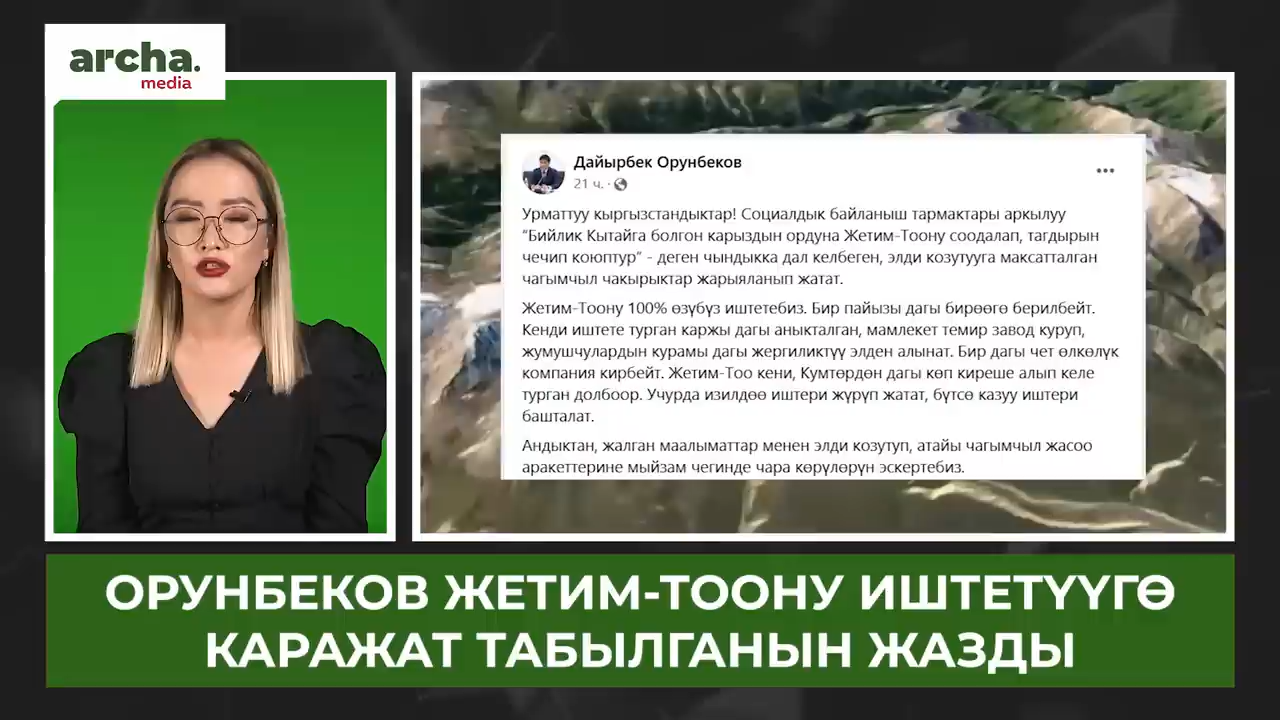 archa.
media
Дайырбек Орунбеков
21 ч. ·
Урматтуу кыргызстандыктар! Социалдык байланыш тармактары аркылуу
“Бийлик Кытайга болгон карыздын ордуна Жетим-Тоону соодалап, тагдырын
чечип коюптур” - деген чындыкка дал келбеген, элди козутууга максатталган
чагымчыл чакырыктар жарыяланып жатат.
Жетим-Тоону 100% өзүбүз иштетебиз. Бир пайызы дагы бирөөгө берилбейт.
Кенди иштете турган каржы дагы аныкталган, мамлекет темир завод куруп,
жумушчулардын курамы дагы жергиликтүү элден алынат. Бир дагы чет өлкөлүк
компания кирбейт. Жетим-Тоо кени, Кумтөрдөн дагы көп киреше алып келе
турган долбоор. Учурда изилдөө иштери жүрүп жатат, бүтсө казуу иштери
башталат.
Андыктан, жалган маалыматтар менен элди козутуп, атайы чагымчыл жасоо
аракеттерине мыйзам чегинде чара көрүлөрүн эскертебиз.
ОРУНБЕКОВ ЖЕТИМ-ТООНУ ИШТЕТҮҮГӨ
КАРАЖАТ ТАБЫЛГАНЫН ЖАЗДЫ